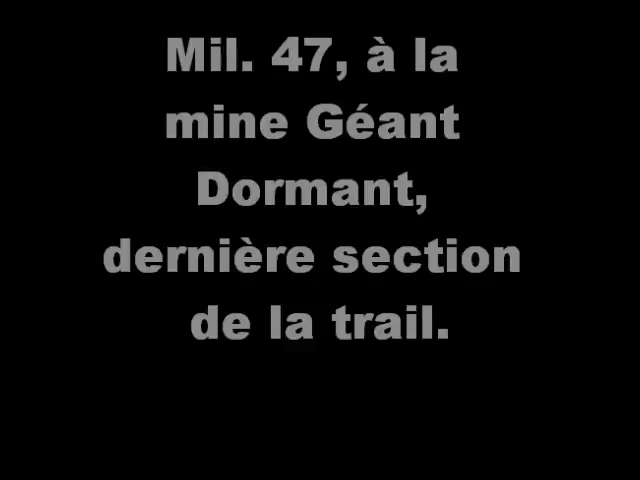 Mil. 47, à la
mine Géant
Dormant,
dernière section
de la trail.